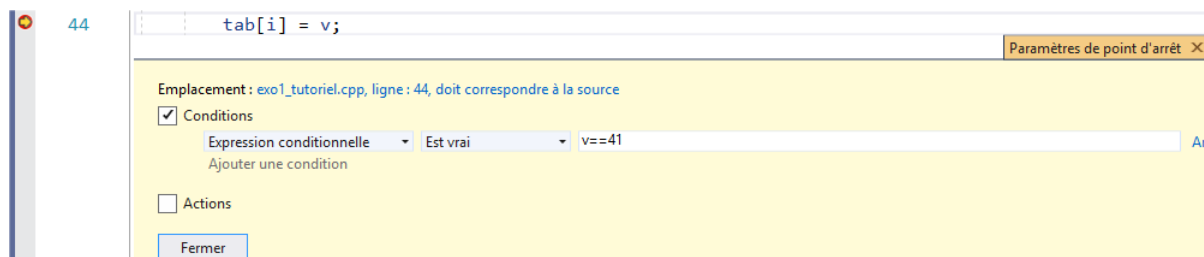 44 tab[i] = v;
Paramètres de point d'arrêt ✕
Emplacement : exo1_tutoriel.cpp, ligne : 44, doit correspondre à la source
Conditions
Expression conditionnelle Est vrai v==41
Ajouter une condition
Actions
Fermer